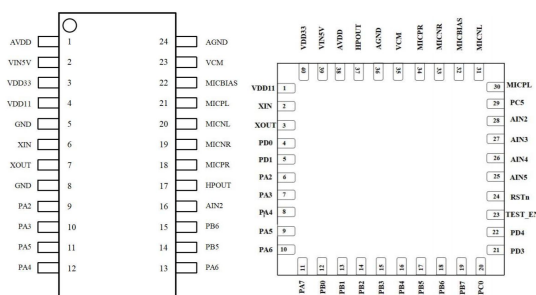 AVDD 1 24 AGND
VIN5V 2 23 VCM
VDD33 3 22 MICBIAS
VDD11 4 21 MICPL
GND 5 20 MICNL
XIN 6 19 MICNR
XOUT 7 18 MICPR
GND 8 17 HPOUT
PA2 9 16 AIN2
PA3 10 15 PB6
PA5 11 14 PB5
PA4 12 13 PA6
VDD33 VIN5V AVDD HPOUT AGND VCM MICPR MICNR MICBIAS MICNL
40 39 38 37 36 35 34 33 32 31
VDD11 1 30 MICPL
XIN 2 29 PC5
XOUT 3 28 AIN2
PD0 4 27 AIN3
PD1 5 26 AIN4
PA2 6 25 AIN5
PA3 7 24 RSTn
PA4 8 23 TEST_EN
PA5 9 22 PD4
PA6 10 21 PD3
11 12 13 14 15 16 17 18 19 20
PA7 PB0 PB1 PB2 PB3 PB4 PB5 PB6 PB7 PC0